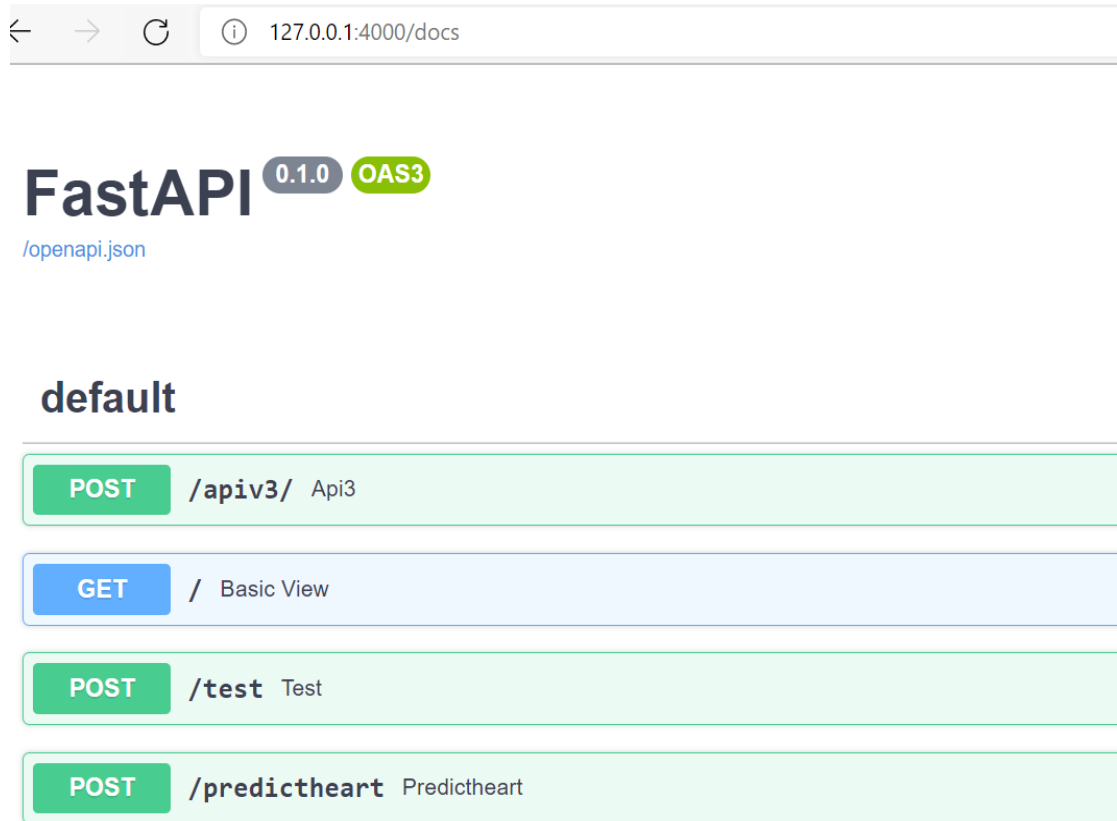 127.0.0.1:4000/docs
FastAPI 0.1.0 OAS3
/openapi.json
default
POST /apiv3/ Api3
GET / Basic View
POST /test Test
POST /predictheart Predictheart